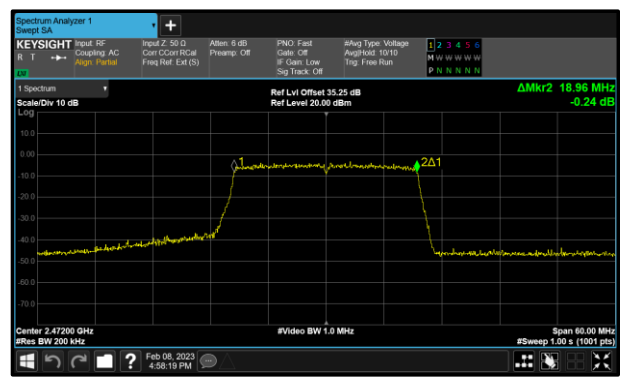 Spectrum Analyzer 1
Swept SA
+
KEYSIGHT Input: RF Input Z: 50 Ω Atten: 6 dB PNO: Fast #Avg Type: Voltage 1 2 3 4 5 6
R T Coupling: AC Corr CCorr RCal Preamp: Off Gate: Off Avg|Hold: 10/10 M W W W W W
Align: Partial Freq Ref: Ext (S) IF Gain: Low Trig: Free Run
Sig Track: Off P N N N N N
LXI
1 Spectrum Ref Lvl Offset 35.25 dB ΔMkr2 18.96 MHz
Scale/Div 10 dB Ref Level 20.00 dBm -0.24 dB
Log
10.0
0.00
1 2Δ1
-10.0
-20.0
-30.0
-40.0
-50.0
-60.0
-70.0
Center 2.47200 GHz #Video BW 1.0 MHz Span 60.00 MHz
#Res BW 200 kHz #Sweep 1.00 s (1001 pts)
? Feb 08, 2023
4:58:19 PM